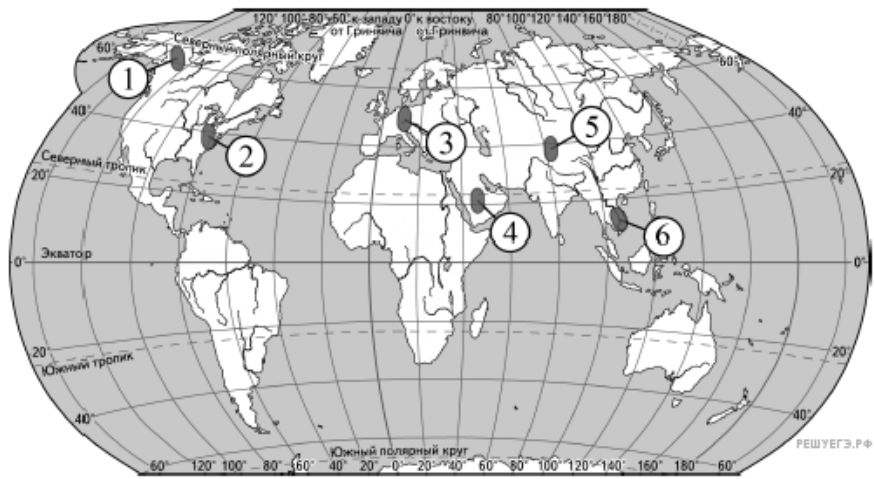 120° 100° 80° 60° к западу 0° к востоку 80° 100° 120° 140° 160° 180°
от Гринвича от Гринвича
Северный полярный круг
60° 60°
1
40° 40°
5
2 3
Северный тропик
20° 20°
4 6
Экватор
0° 0°
20° 20°
Южный тропик
40° 40°
РЕШУЕГЭ.РФ
Южный полярный круг
60° 120° 100° 80° 60° 40° 20° 0° 20° 40° 60° 80° 100° 120° 140° 160° 180° 60°